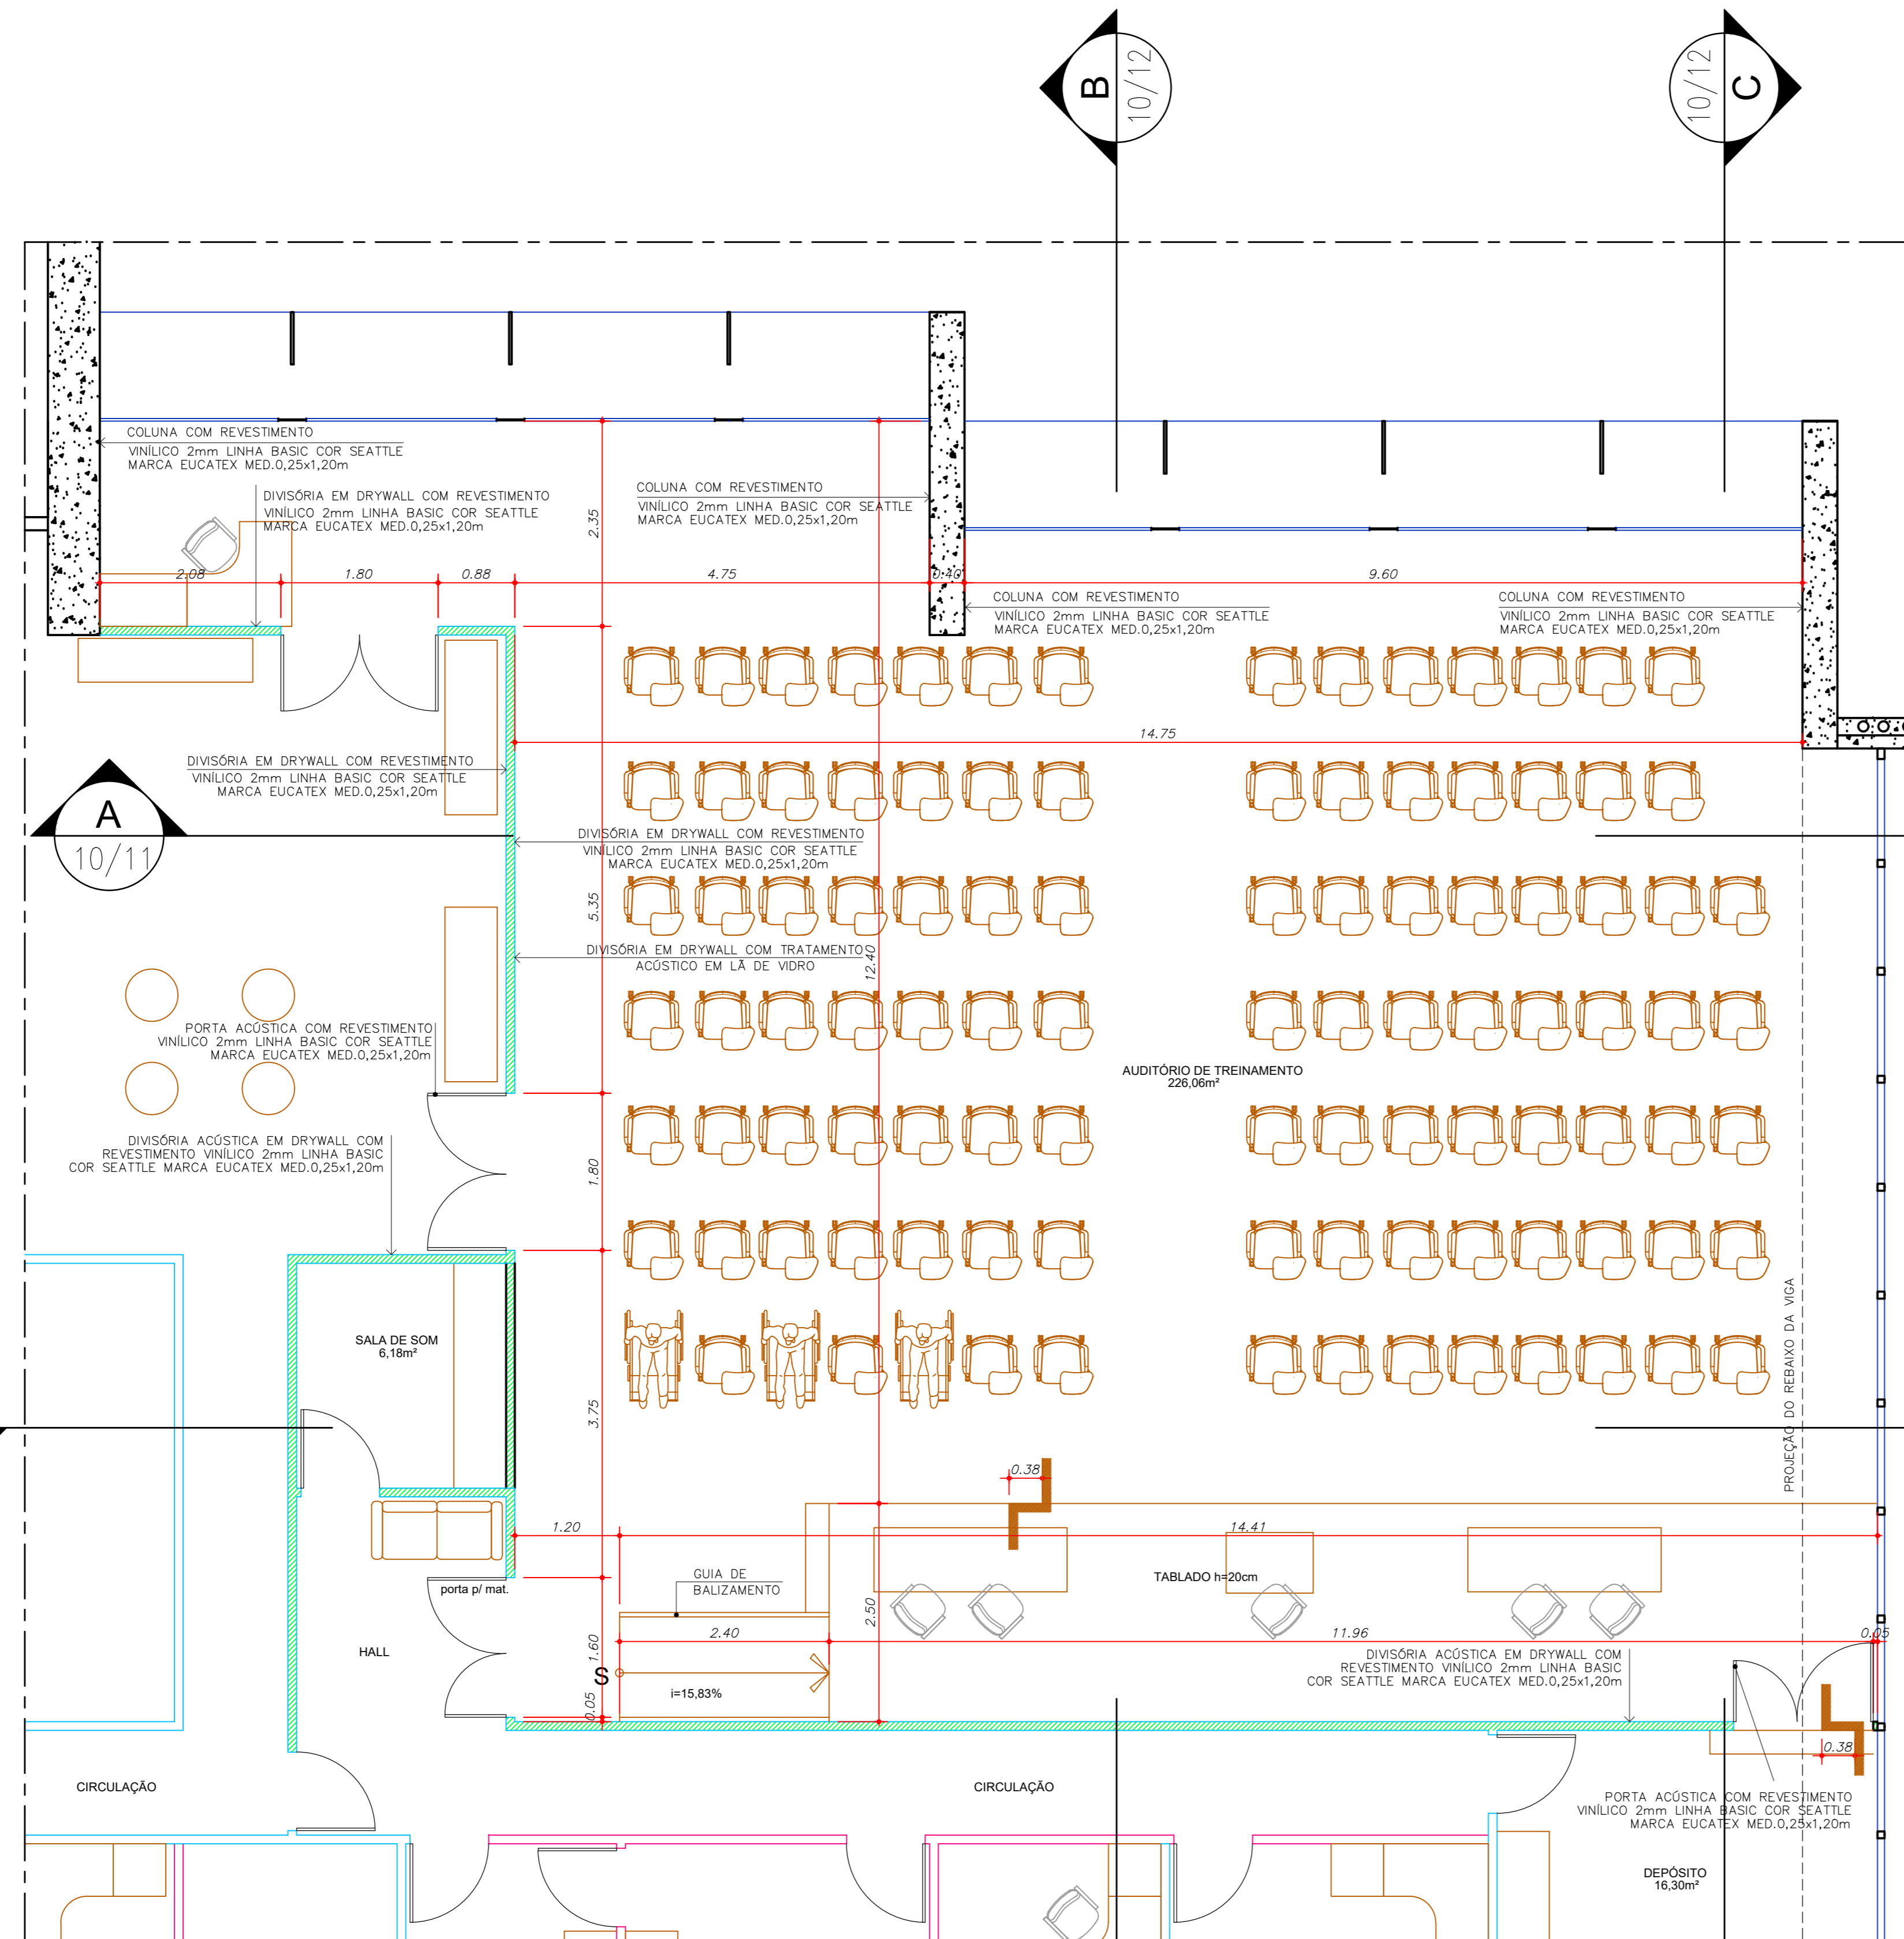 B
10/12
10/12
C
COLUNA COM REVESTIMENTO
VINÍLICO 2mm LINHA BASIC COR SEATTLE
MARCA EUCATEX MED.0,25x1,20m
DIVISÓRIA EM DRYWALL COM REVESTIMENTO
VINÍLICO 2mm LINHA BASIC COR SEATTLE
MARCA EUCATEX MED.0,25x1,20m
COLUNA COM REVESTIMENTO
VINÍLICO 2mm LINHA BASIC COR SEATTLE
MARCA EUCATEX MED.0,25x1,20m
2.35
2.08
1.80
0.88
4.75
0.40
9.60
COLUNA COM REVESTIMENTO
VINÍLICO 2mm LINHA BASIC COR SEATTLE
MARCA EUCATEX MED.0,25x1,20m
COLUNA COM REVESTIMENTO
VINÍLICO 2mm LINHA BASIC COR SEATTLE
MARCA EUCATEX MED.0,25x1,20m
14.75
DIVISÓRIA EM DRYWALL COM REVESTIMENTO
VINÍLICO 2mm LINHA BASIC COR SEATTLE
MARCA EUCATEX MED.0,25x1,20m
A
10/11
DIVISÓRIA EM DRYWALL COM REVESTIMENTO
VINÍLICO 2mm LINHA BASIC COR SEATTLE
MARCA EUCATEX MED.0,25x1,20m
5.35
DIVISÓRIA EM DRYWALL COM TRATAMENTO
ACÚSTICO EM LÃ DE VIDRO
12.40
PORTA ACÚSTICA COM REVESTIMENTO
VINÍLICO 2mm LINHA BASIC COR SEATTLE
MARCA EUCATEX MED.0,25x1,20m
AUDITÓRIO DE TREINAMENTO
226,06m²
DIVISÓRIA ACÚSTICA EM DRYWALL COM
REVESTIMENTO VINÍLICO 2mm LINHA BASIC
COR SEATTLE MARCA EUCATEX MED.0,25x1,20m
1.80
SALA DE SOM
6,18m²
PROJEÇÃO DO REBAIXO DA VIGA
3.75
0.38
1.20
14.41
GUIA DE
BALIZAMENTO
TABLADO h=20cm
porta p/ mat.
2.50
HALL
1.60
2.40
11.96
0.05
S
i=15,83%
0.05
DIVISÓRIA ACÚSTICA EM DRYWALL COM
REVESTIMENTO VINÍLICO 2mm LINHA BASIC
COR SEATTLE MARCA EUCATEX MED.0,25x1,20m
0.38
CIRCULAÇÃO
CIRCULAÇÃO
PORTA ACÚSTICA COM REVESTIMENTO
VINÍLICO 2mm LINHA BASIC COR SEATTLE
MARCA EUCATEX MED.0,25x1,20m
DEPÓSITO
16,30m²